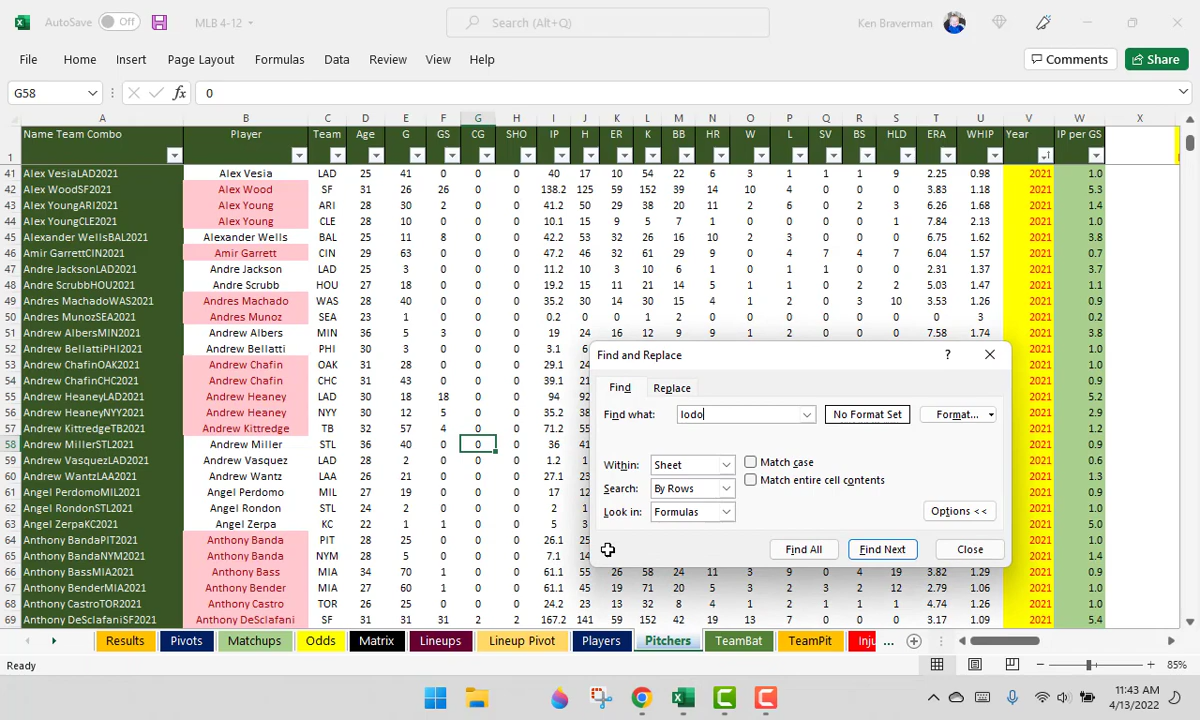 AutoSave Off MLB 4-12 Search (Alt+Q) Ken Braverman
File Home Insert Page Layout Formulas Data Review View Help Comments Share
G58 fx 0
A B C D E F G H I J K L M N O P Q R S T U V W X
1 Name Team Combo Player Team Age G GS CG SHO IP H ER K BB HR W L SV BS HLD ERA WHIP Year IP per GS
41 Alex VesiaLAD2021 Alex Vesia LAD 25 41 0 0 0 40 17 10 54 22 6 3 1 1 1 9 2.25 0.98 2021 1.0
42 Alex WoodSF2021 Alex Wood SF 31 26 26 0 0 138.2 125 59 152 39 14 10 4 0 0 0 3.83 1.18 2021 5.3
43 Alex YoungARI2021 Alex Young ARI 28 30 2 0 0 41.2 50 29 38 20 11 2 6 0 2 3 6.26 1.68 2021 1.4
44 Alex YoungCLE2021 Alex Young CLE 28 10 0 0 0 10.1 15 9 5 7 1 0 0 0 0 1 7.84 2.13 2021 1.0
45 Alexander WellsBAL2021 Alexander Wells BAL 25 11 8 0 0 42.2 53 32 26 16 10 2 3 0 0 0 6.75 1.62 2021 3.8
46 Amir GarrettCIN2021 Amir Garrett CIN 29 63 0 0 0 47.2 46 32 61 29 9 0 4 7 4 7 6.04 1.57 2021 0.7
47 Andre JacksonLAD2021 Andre Jackson LAD 25 3 0 0 0 11.2 10 3 10 6 1 0 1 1 0 0 2.31 1.37 2021 3.7
48 Andre ScrubbHOU2021 Andre Scrubb HOU 27 18 0 0 0 19.2 15 11 21 14 5 1 1 0 2 2 5.03 1.47 2021 1.1
49 Andres MachadoWAS2021 Andres Machado WAS 28 40 0 0 0 35.2 30 14 30 15 4 1 2 0 3 10 3.53 1.26 2021 0.9
50 Andres MunozSEA2021 Andres Munoz SEA 23 1 0 0 0 0.2 0 0 1 2 0 0 0 0 0 0 0 3 2021 0.2
51 Andrew AlbersMIN2021 Andrew Albers MIN 36 5 3 0 0 19 24 16 12 9 9 1 2 0 0 0 7.58 1.74 2021 3.8
52 Andrew BellattiPHI2021 Andrew Bellatti PHI 30 3 0 0 0 3.1 2021 1.0
53 Andrew ChafinOAK2021 Andrew Chafin OAK 31 28 0 0 0 29.1 2021 1.0
54 Andrew ChafinCHC2021 Andrew Chafin CHC 31 43 0 0 0 39.1 2021 0.9
55 Andrew HeaneyLAD2021 Andrew Heaney LAD 30 18 18 0 0 94 2021 5.2
56 Andrew HeaneyNYY2021 Andrew Heaney NYY 30 12 5 0 0 35.2 2021 3.0
57 Andrew KittredgeTB2021 Andrew Kittredge TB 32 57 4 0 0 71.2 2021 1.2
58 Andrew MillerSTL2021 Andrew Miller STL 36 40 0 0 0 36 2021 0.9
59 Andrew VasquezLAD2021 Andrew Vasquez LAD 28 2 0 0 0 1.2 2021 0.6
60 Andrew WantzLAA2021 Andrew Wantz LAA 26 21 0 0 0 27.1 2021 1.3
61 Angel PerdomoMIL2021 Angel Perdomo MIL 27 19 0 0 0 17 2021 0.9
62 Angel RondonSTL2021 Angel Rondon STL 24 2 0 0 0 2 2021 1.0
63 Angel ZerpaKC2021 Angel Zerpa KC 22 1 1 0 0 5 2021 5.0
64 Anthony BandaPIT2021 Anthony Banda PIT 28 25 0 0 0 26.1 2021 1.0
65 Anthony BandaNYM2021 Anthony Banda NYM 28 5 0 0 0 7.1 2021 1.4
66 Anthony BassMIA2021 Anthony Bass MIA 34 70 1 0 0 61.1 26 58 24 11 3 9 0 4 19 3.82 1.29 2021 0.9
67 Anthony BenderMIA2021 Anthony Bender MIA 27 60 1 0 0 61.1 45 19 71 20 5 3 2 3 2 12 2.79 1.06 2021 1.0
68 Anthony CastroTOR2021 Anthony Castro TOR 26 25 0 0 0 24.2 23 13 32 8 4 1 2 1 1 1 4.74 1.26 2021 1.0
69 Anthony DeSclafaniSF2021 Anthony DeSclafani SF 31 31 31 2 2 167.2 141 59 152 42 19 13 7 0 0 0 3.17 1.09 2021 5.4
Find and Replace ?
Find Replace
Find what: lodo No Format Set Format...
Within: Sheet Match case
Search: By Rows Match entire cell contents
Look in: Formulas Options <<
Find All Find Next Close
Results Pivots Matchups Odds Matrix Lineups Lineup Pivot Players Pitchers TeamBat TeamPit Inju ...
Ready 85%
11:43 AM
4/13/2022